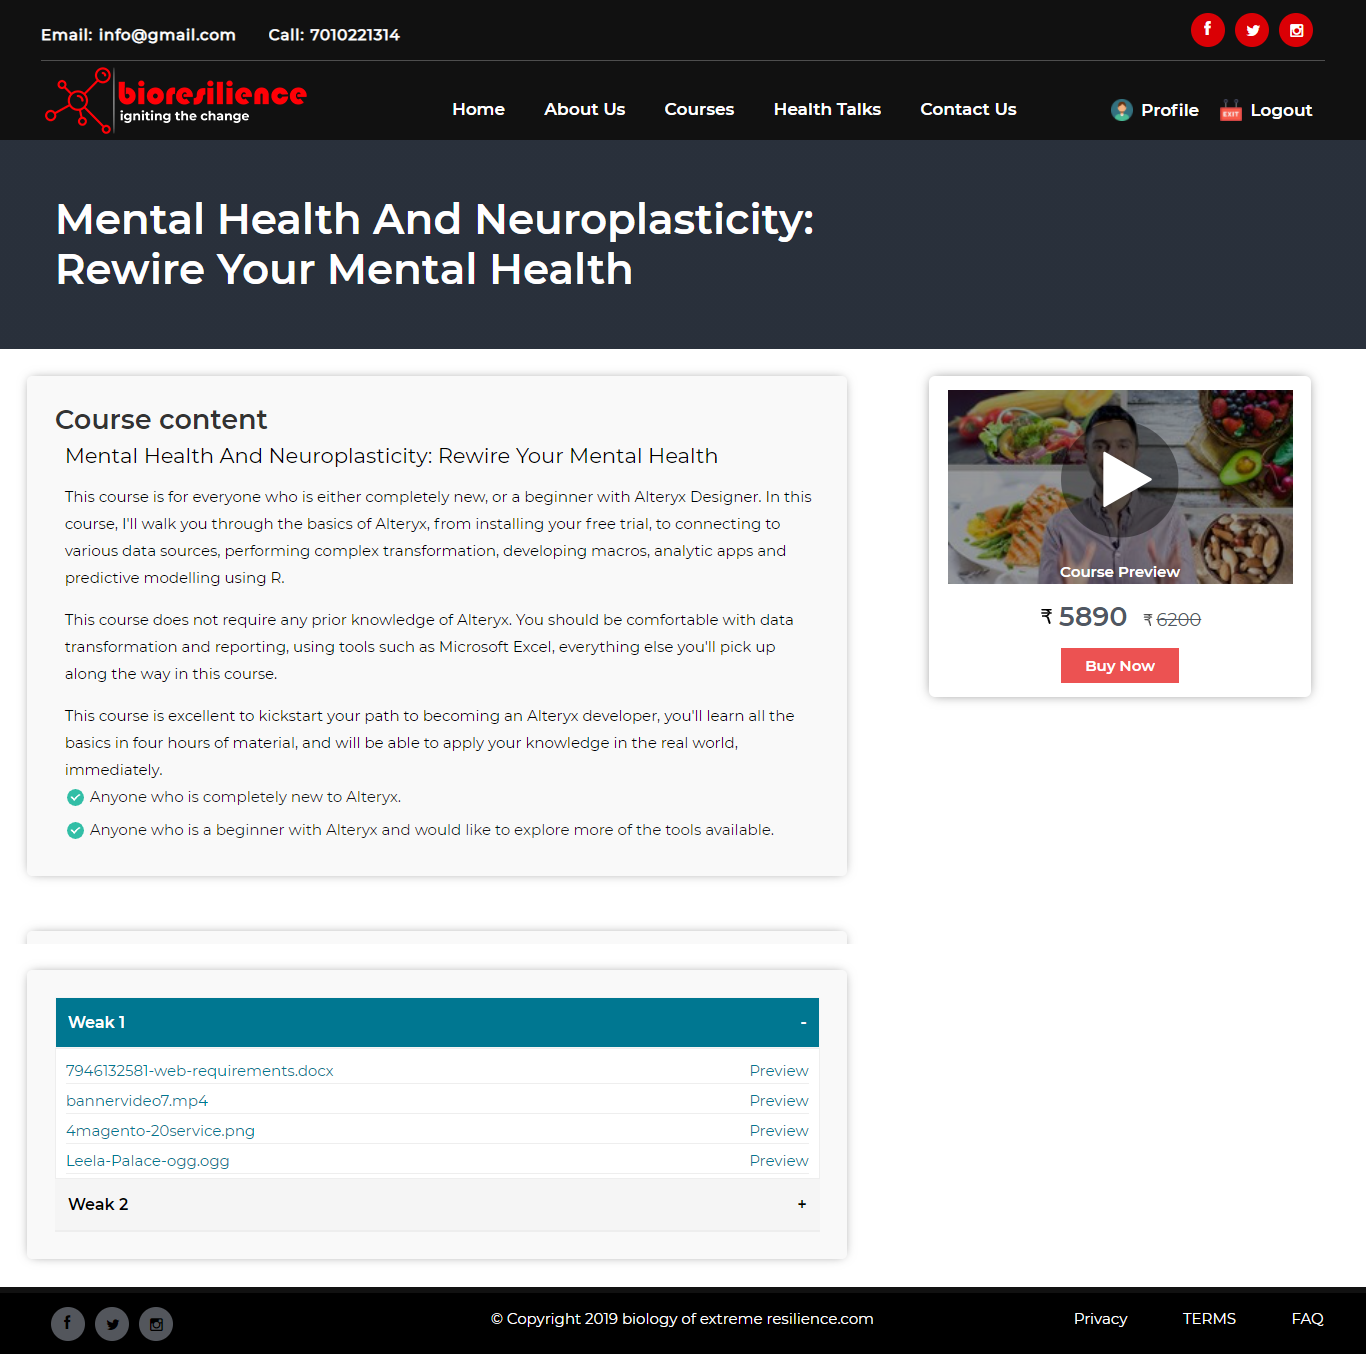 Email: info@gmail.com Call: 7010221314
bioresilience
igniting the change
Home About Us Courses Health Talks Contact Us
EXIT
Profile Logout
Mental Health And Neuroplasticity:
Rewire Your Mental Health
Course content
Mental Health And Neuroplasticity: Rewire Your Mental Health
This course is for everyone who is either completely new, or a beginner with Alteryx Designer. In this
course, I'll walk you through the basics of Alteryx, from installing your free trial, to connecting to
various data sources, performing complex transformation, developing macros, analytic apps and
predictive modelling using R.
This course does not require any prior knowledge of Alteryx. You should be comfortable with data
transformation and reporting, using tools such as Microsoft Excel, everything else you'll pick up
along the way in this course.
This course is excellent to kickstart your path to becoming an Alteryx developer, you'll learn all the
basics in four hours of material, and will be able to apply your knowledge in the real world,
immediately.
Anyone who is completely new to Alteryx.
Anyone who is a beginner with Alteryx and would like to explore more of the tools available.
Course Preview
₹ 5890 ₹ 6200
Buy Now
Weak 1 -
7946132581-web-requirements.docx Preview
bannervideo7.mp4 Preview
4magento-20service.png Preview
Leela-Palace-ogg.ogg Preview
Weak 2 +
© Copyright 2019 biology of extreme resilience.com
Privacy TERMS FAQ